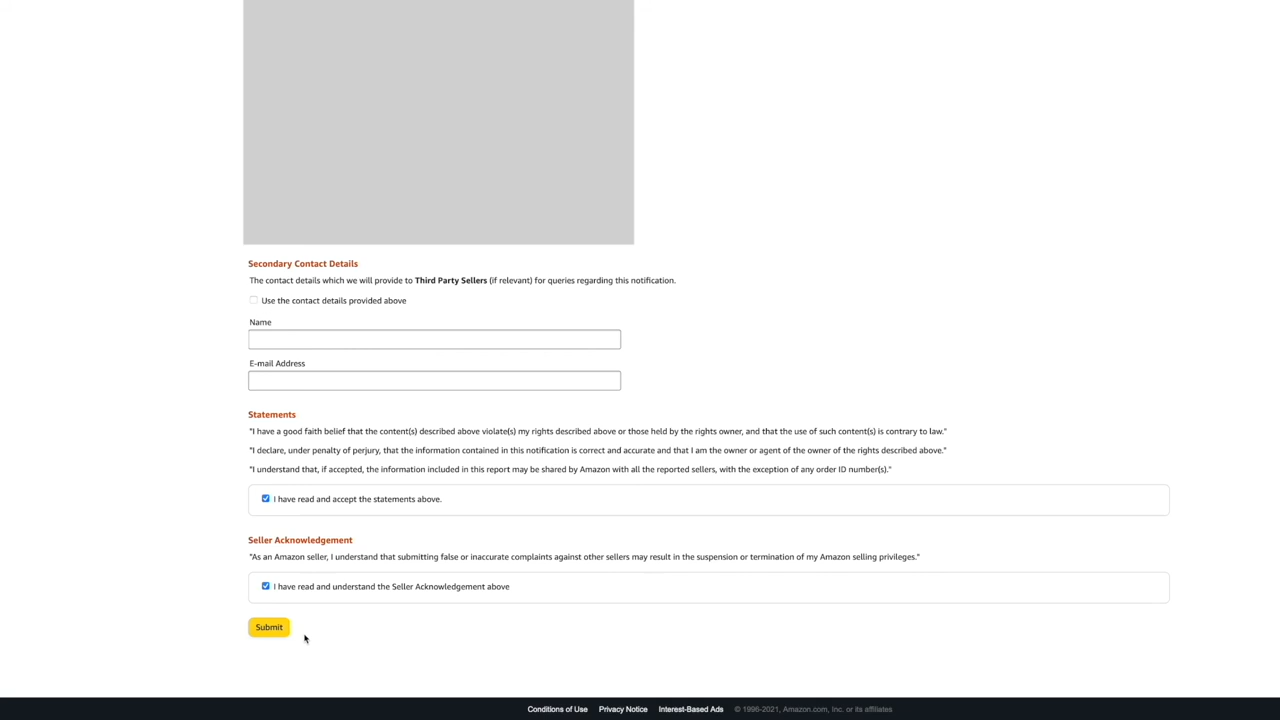 Secondary Contact Details
The contact details which we will provide to Third Party Sellers (if relevant) for queries regarding this notification.
Use the contact details provided above
Name
E-mail Address
Statements
"I have a good faith belief that the content(s) described above violate(s) my rights described above or those held by the rights owner, and that the use of such content(s) is contrary to law."
"I declare, under penalty of perjury, that the information contained in this notification is correct and accurate and that I am the owner or agent of the owner of the rights described above."
"I understand that, if accepted, the information included in this report may be shared by Amazon with all the reported sellers, with the exception of any order ID number(s)."
I have read and accept the statements above.
Seller Acknowledgement
"As an Amazon seller, I understand that submitting false or inaccurate complaints against other sellers may result in the suspension or termination of my Amazon selling privileges."
I have read and understand the Seller Acknowledgement above
Submit
Conditions of Use Privacy Notice Interest-Based Ads © 1996-2021, Amazon.com, Inc. or its affiliates